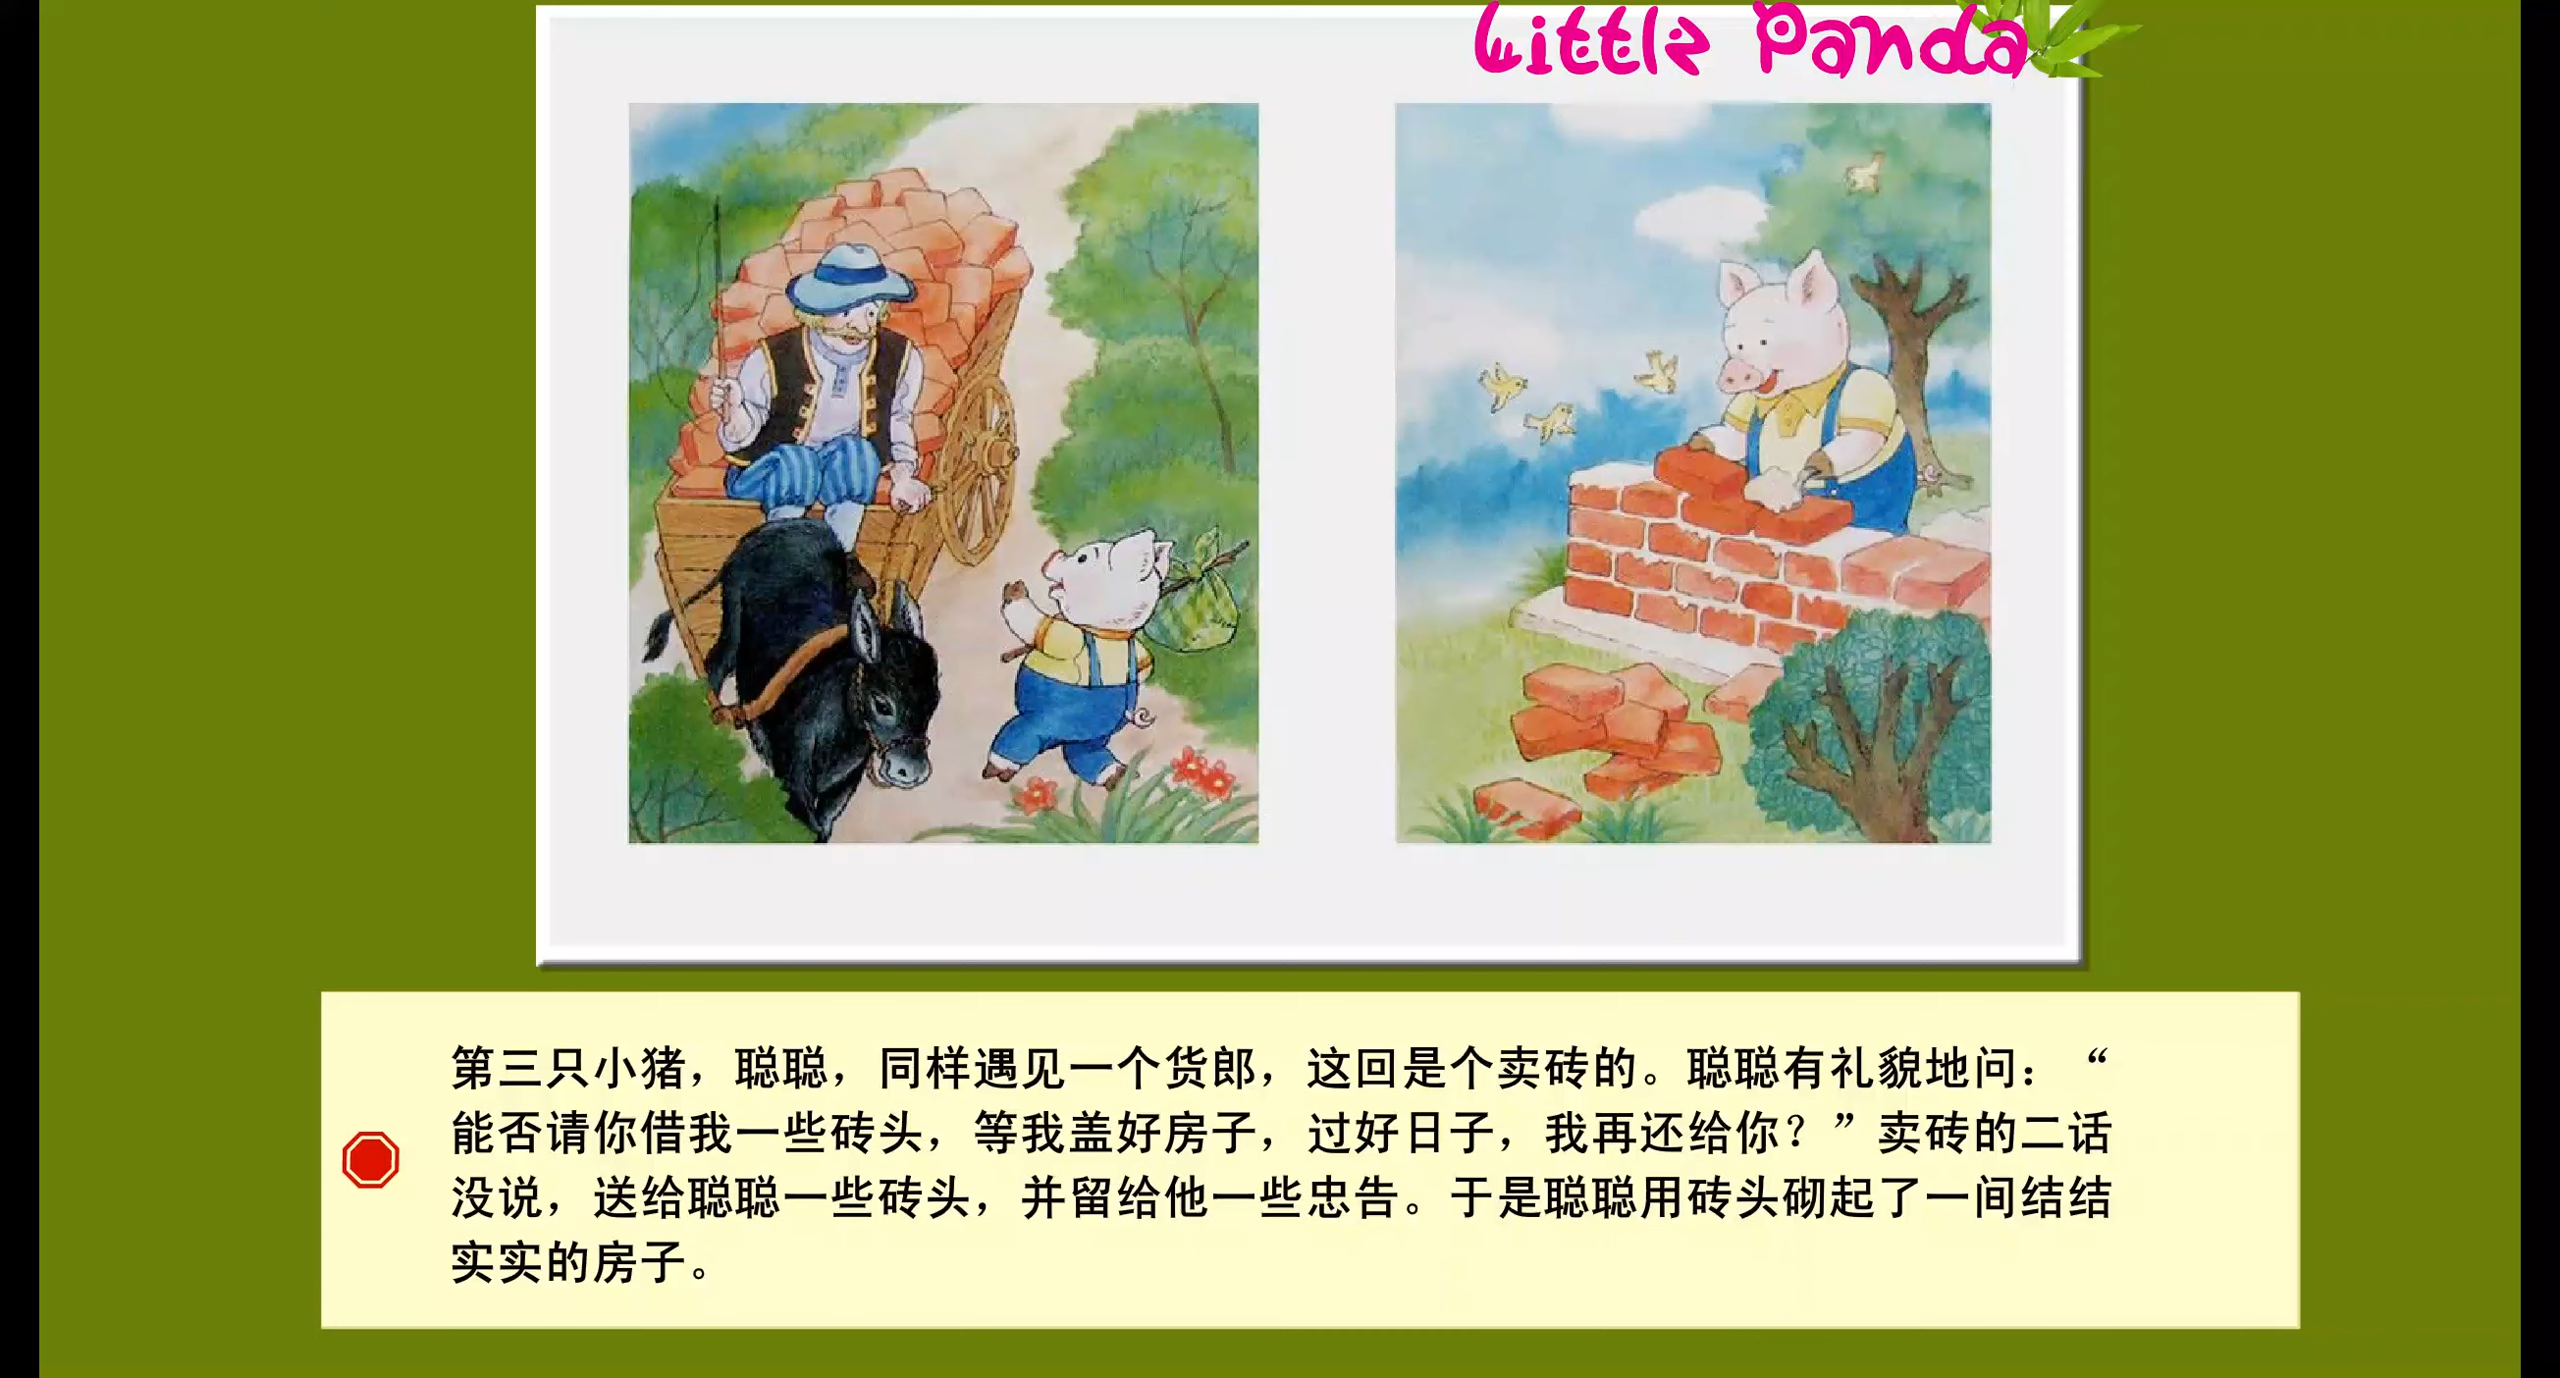 Little Panda
第三只小猪，聪聪，同样遇见一个货郎，这回是个卖砖的。聪聪有礼貌地问：“
能否请你借我一些砖头，等我盖好房子，过好日子，我再还给你？”卖砖的二话
没说，送给聪聪一些砖头，并留给他一些忠告。于是聪聪用砖头砌起了一间结结
实实的房子。